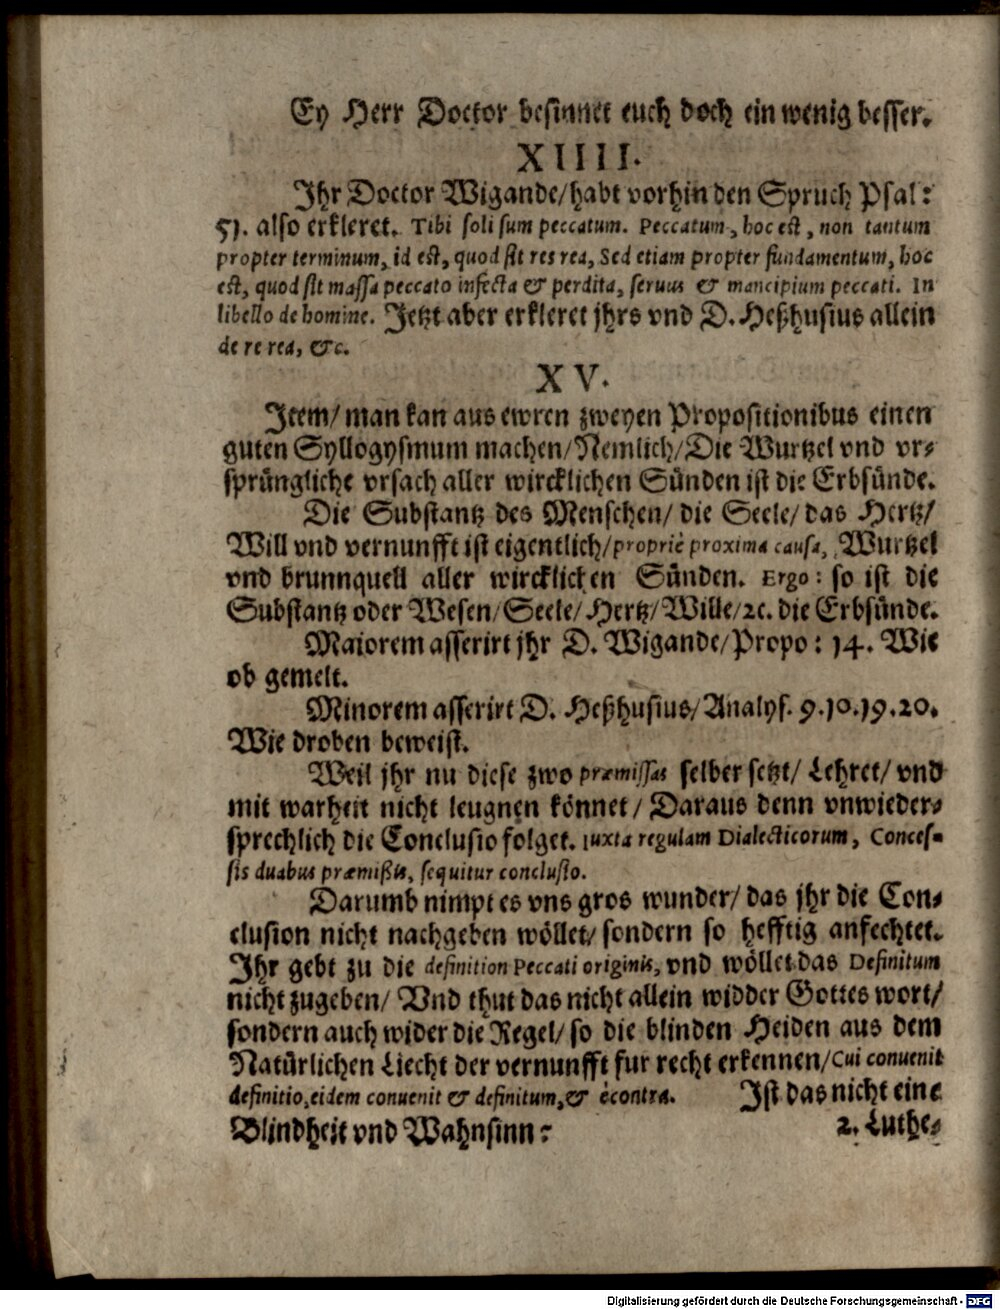 Ey Herr Doctor besinnet euch doch ein wenig besser.
XIIII.
Jhr Doctor Wigande/habt vorhin den Spruch Psal:
51. also erkleret. Tibi soli sum peccatum. Peccatum, hoc est, non tantum
propter terminum, id est, quod sit res rea, Sed etiam propter fundamentum, hoc
est, quod sit massa peccato infecta & perdita, seruus & mancipium peccati. In
libello de homine. Jetzt aber erkleret jhrs vnd D. Heßhusius allein
de re rea, &c.
XV.
Jtem/ man kan aus ewren zweyen Propositionibus einen
guten Syllogysmum machen/Nemlich/Die Wurtzel vnd vr-
sprüngliche vrsach aller wircklichen Sünden ist die Erbsünde.
Die Substantz des Menschen/ die Seele/ das Hertz/
Will vnd vernunfft ist eigentlich/propriè proxima causa, Wurtzel
vnd brunnquell aller wircklichen Sünden. Ergo: so ist die
Substantz oder Wesen/Seele/ Hertz/Wille/ꝛc. die Erbsünde.
Maiorem asserirt jhr D. Wigande/Propo: 14. Wie
ob gemelt.
Minorem asserirt D. Heßhusius/Analys. 9.10.19.20.
Wie droben beweist.
Weil jhr nu diese zwo præmissas selber setzt/ Lehret/ vnd
mit warheit nicht leugnen könnet/ Daraus denn vnwieder-
sprechlich die Conclusio folget. Iuxta regulam Dialecticorum, Conces-
sis duabus præmißis, sequitur conclusio.
Darumb nimpt es vns gros wunder/ das jhr die Con-
clusion nicht nachgeben wöllet/ sondern so hefftig anfechtet.
Jhr gebt zu die definition Peccati originis, vnd wöllet das Definitum
nicht zugeben/ Vnd thut das nicht allein widder Gottes wort/
sondern auch wider die Regel/ so die blinden Heiden aus dem
Natürlichen Liecht der vernunfft fur recht erkennen/Cui conuenit
definitio, eidem conuenit & definitum, & ècontra. Jst das nicht eine
Blindheit vnd Wahnsinn:
2. Luthe-
Digitalisierung gefördert durch die Deutsche Forschungsgemeinschaft - DFG